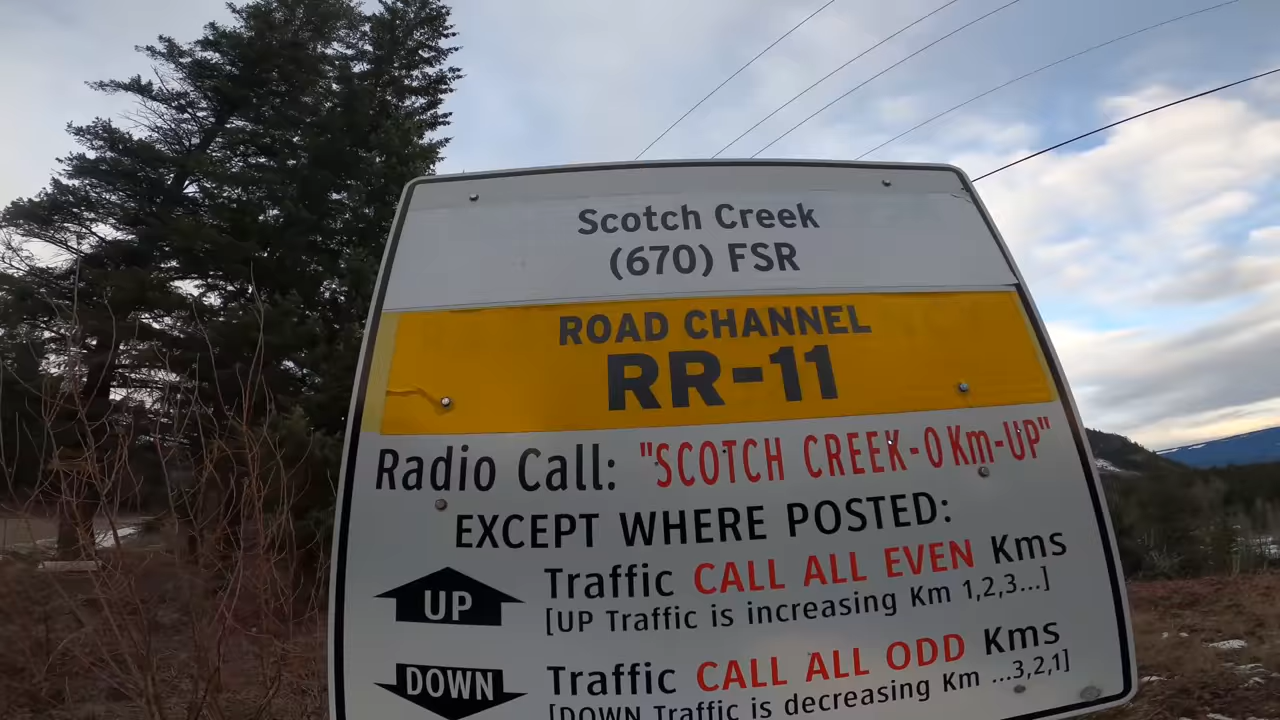 Scotch Creek
(670) FSR
ROAD CHANNEL
RR-11
Radio Call: "SCOTCH CREEK-0 Km-UP"
EXCEPT WHERE POSTED:
UP Traffic CALL ALL EVEN Kms
[UP Traffic is increasing Km 1,2,3...]
DOWN Traffic CALL ALL ODD Kms
[DOWN Traffic is decreasing Km ...3,2,1]